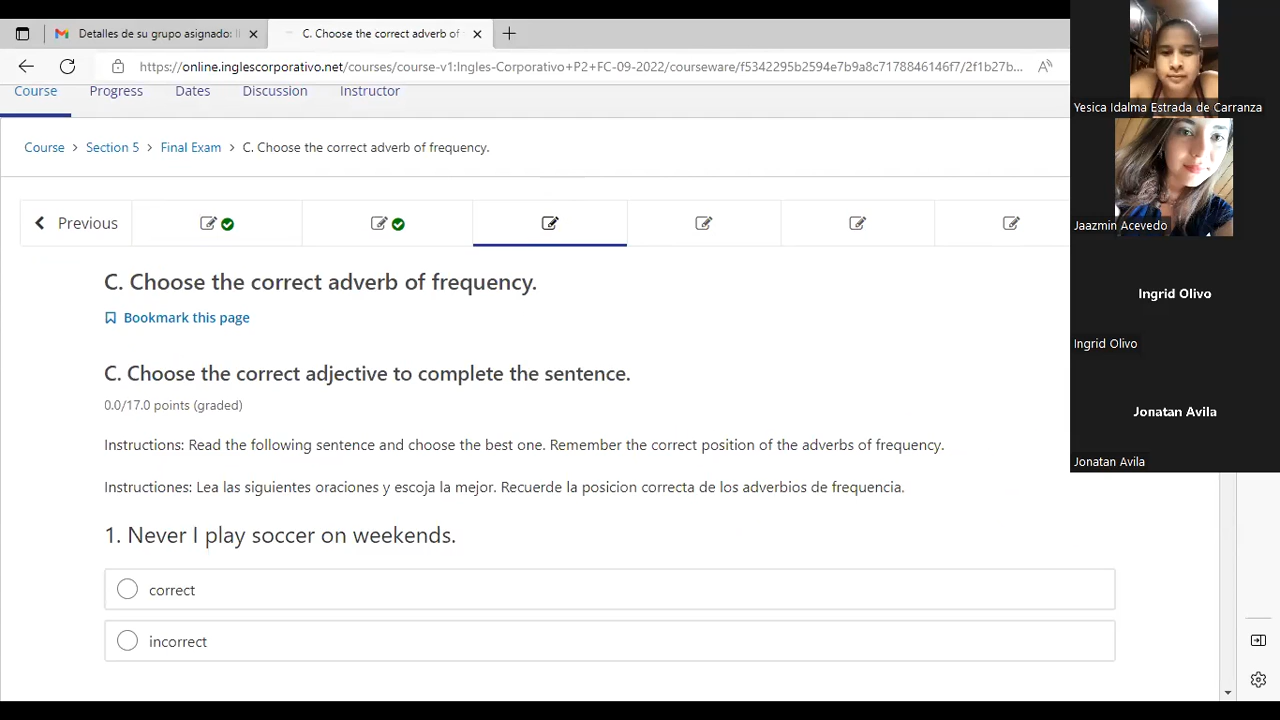 Detalles de su grupo asignado: I
C. Choose the correct adverb of
https://online.inglescorporativo.net/courses/course-v1:Ingles-Corporativo+P2+FC-09-2022/courseware/f5342295b2594e7b9a8c7178846146f7/2f1b27b...
Course Progress Dates Discussion Instructor
Course > Section 5 > Final Exam > C. Choose the correct adverb of frequency.
Previous
C. Choose the correct adverb of frequency.
Bookmark this page
C. Choose the correct adjective to complete the sentence.
0.0/17.0 points (graded)
Instructions: Read the following sentence and choose the best one. Remember the correct position of the adverbs of frequency.
Instructiones: Lea las siguientes oraciones y escoja la mejor. Recuerde la posicion correcta de los adverbios de frecuencia.
1. Never I play soccer on weekends.
correct
incorrect
Yesica Idalma Estrada de Carranza
Jaazmin Acevedo
Ingrid Olivo
Ingrid Olivo
Jonatan Avila
Jonatan Avila